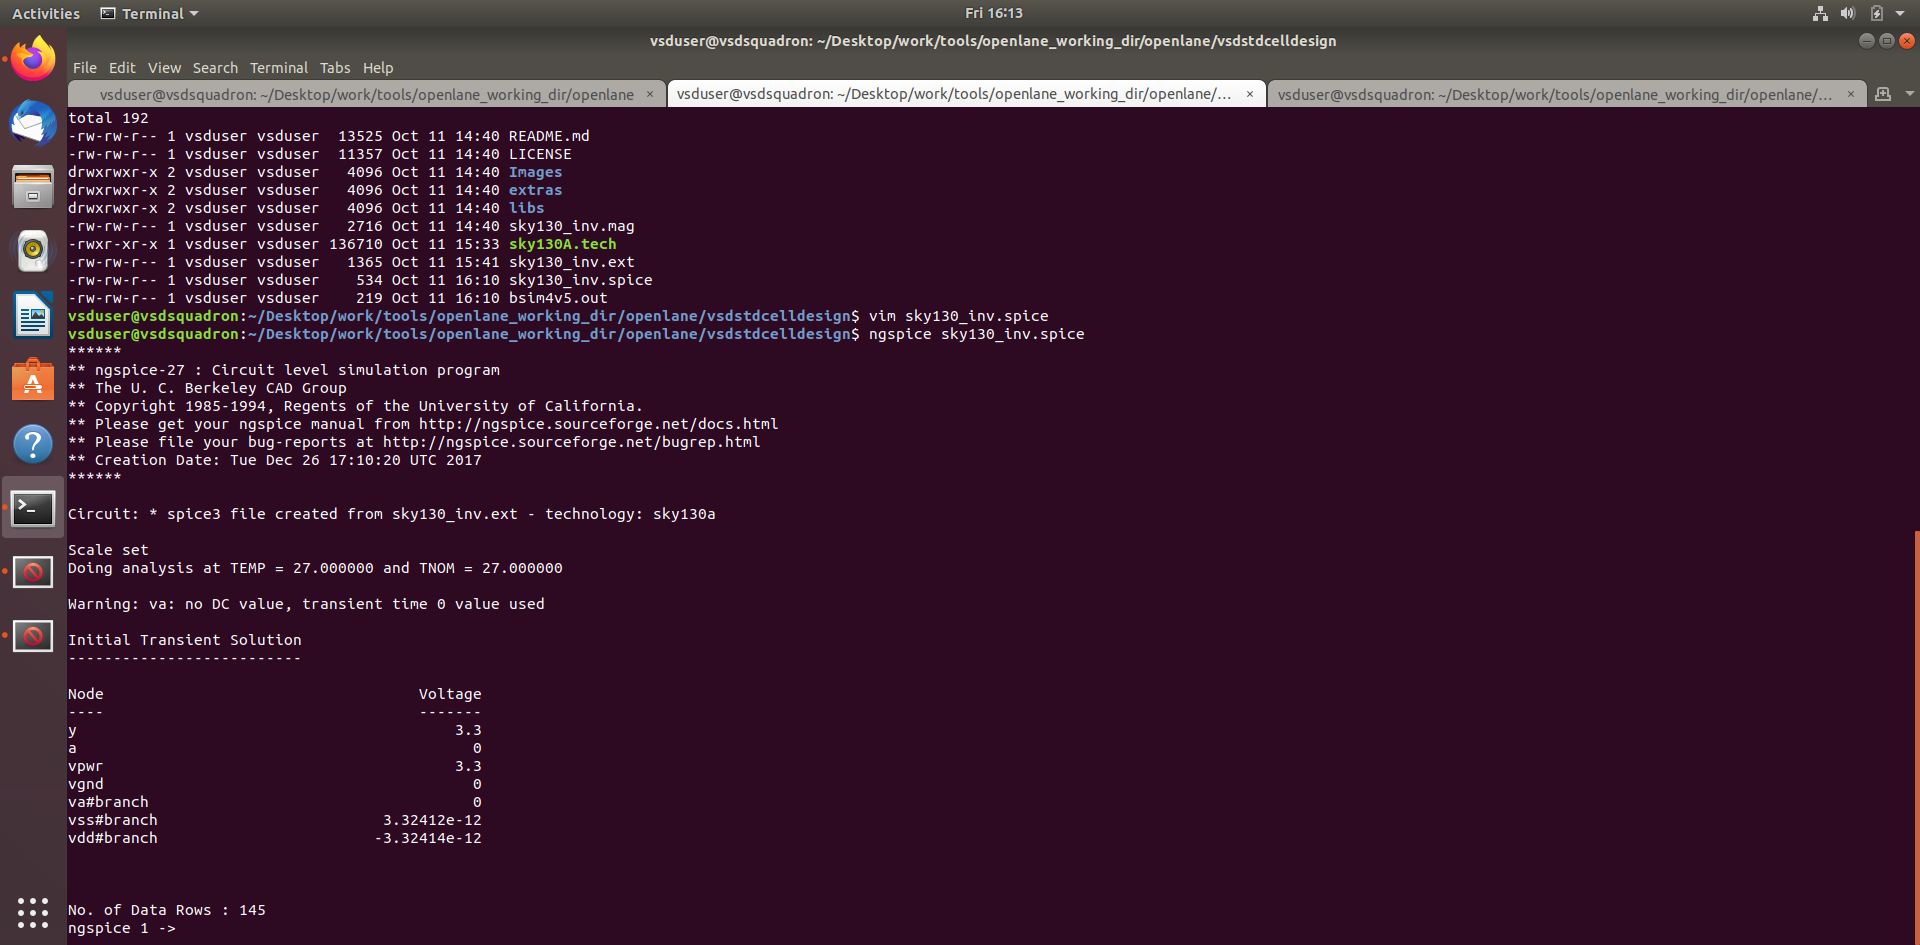 Activities Terminal Fri 16:13
vsduser@vsdsquadron: ~/Desktop/work/tools/openlane_working_dir/openlane/vsdstdcelldesign
File Edit View Search Terminal Tabs Help
vsduser@vsdsquadron: ~/Desktop/work/tools/openlane_working_dir/openlane × vsduser@vsdsquadron: ~/Desktop/work/tools/openlane_working_dir/openlane/... × vsduser@vsdsquadron: ~/Desktop/work/tools/openlane_working_dir/openlane/... ×
total 192
-rw-rw-r-- 1 vsduser vsduser  13525 Oct 11 14:40 README.md
-rw-rw-r-- 1 vsduser vsduser  11357 Oct 11 14:40 LICENSE
drwxrwxr-x 2 vsduser vsduser   4096 Oct 11 14:40 Images
drwxrwxr-x 2 vsduser vsduser   4096 Oct 11 14:40 extras
drwxrwxr-x 2 vsduser vsduser   4096 Oct 11 14:40 libs
-rw-rw-r-- 1 vsduser vsduser   2716 Oct 11 14:40 sky130_inv.mag
-rwxr-xr-x 1 vsduser vsduser 136710 Oct 11 15:33 sky130A.tech
-rw-rw-r-- 1 vsduser vsduser   1365 Oct 11 15:41 sky130_inv.ext
-rw-rw-r-- 1 vsduser vsduser    534 Oct 11 16:10 sky130_inv.spice
-rw-rw-r-- 1 vsduser vsduser    219 Oct 11 16:10 bsim4v5.out
vsduser@vsdsquadron:~/Desktop/work/tools/openlane_working_dir/openlane/vsdstdcelldesign$ vim sky130_inv.spice
vsduser@vsdsquadron:~/Desktop/work/tools/openlane_working_dir/openlane/vsdstdcelldesign$ ngspice sky130_inv.spice
******
** ngspice-27 : Circuit level simulation program
** The U. C. Berkeley CAD Group
** Copyright 1985-1994, Regents of the University of California.
** Please get your ngspice manual from http://ngspice.sourceforge.net/docs.html
** Please file your bug-reports at http://ngspice.sourceforge.net/bugrep.html
** Creation Date: Tue Dec 26 17:10:20 UTC 2017
******
Circuit: * spice3 file created from sky130_inv.ext - technology: sky130a
Scale set
Doing analysis at TEMP = 27.000000 and TNOM = 27.000000
Warning: va: no DC value, transient time 0 value used
Initial Transient Solution
--------------------------
Node                                   Voltage
----                                   -------
y                                          3.3
a                                            0
vpwr                                       3.3
vgnd                                         0
va#branch                                    0
vss#branch                         3.32412e-12
vdd#branch                        -3.32414e-12
No. of Data Rows : 145
ngspice 1 ->